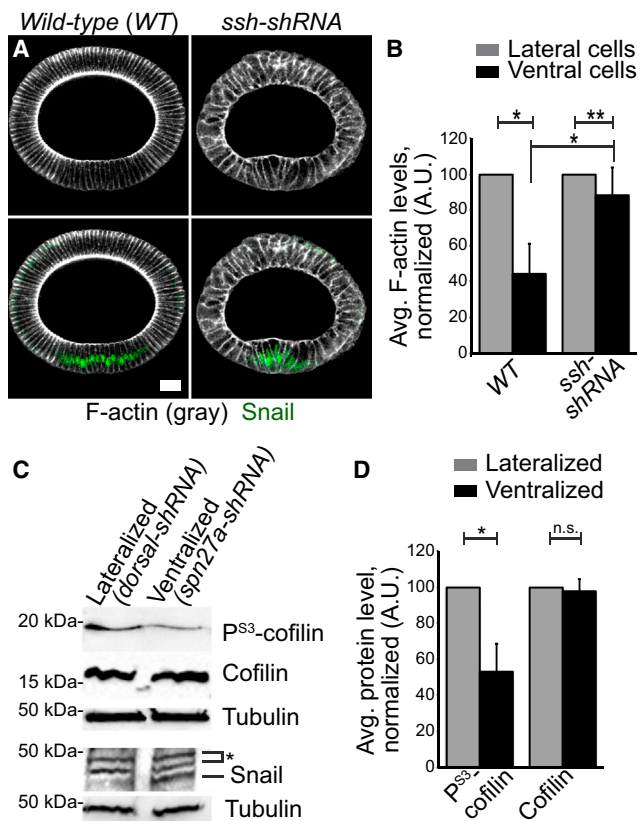 Wild-type (WT) ssh-shRNA
A
F-actin (gray) Snail
B
Lateral cells
Ventral cells
* ** 
*
Avg. F-actin levels,
normalized (A.U.)
120
100
80
60
40
20
0
WT
ssh-
shRNA
C
Lateralized
(dorsal-shRNA)
Ventralized
(spn27a-shRNA)
20 kDa- PS3-cofilin
Cofilin
15 kDa-
50 kDa- Tubulin
50 kDa- *
Snail
50 kDa- Tubulin
D
Lateralized
Ventralized
* n.s.
Avg. protein level,
normalized (A.U.)
120
100
80
60
40
20
0
PS3-
cofilin
Cofilin